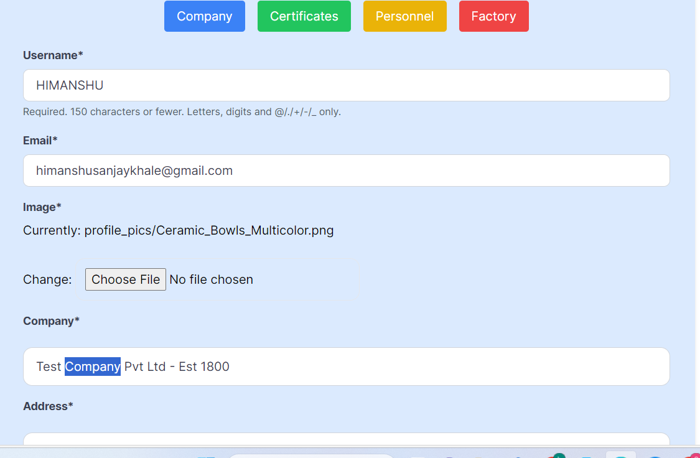 Company Certificates Personnel Factory
Username*
HIMANSHU
Required. 150 characters or fewer. Letters, digits and @/./+/-/_ only.
Email*
himanshusanjaykhale@gmail.com
Image*
Currently: profile_pics/Ceramic_Bowls_Multicolor.png
Change: Choose File No file chosen
Company*
Test Company Pvt Ltd - Est 1800
Address*